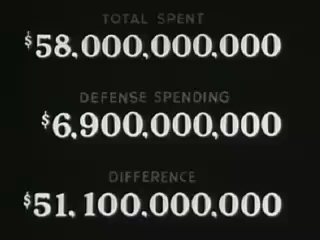 TOTAL SPENT
$58,000,000,000
DEFENSE SPENDING
$6,900,000,000
DIFFERENCE
$51,100,000,000